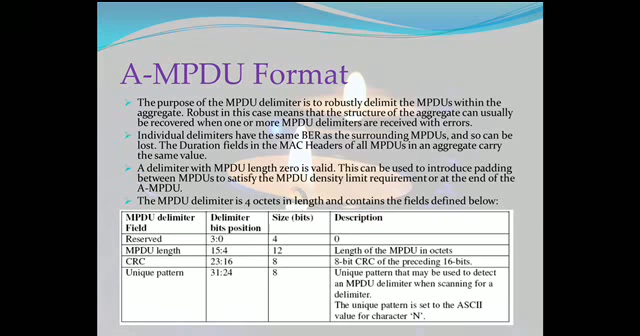 A-MPDU Format
The purpose of the MPDU delimiter is to robustly delimit the MPDUs within the
aggregate. Robust in this case means that the structure of the aggregate can usually
be recovered when one or more MPDU delimiters are received with errors.
Individual delimiters have the same BER as the surrounding MPDUs, and so can be
lost. The Duration fields in the MAC Headers of all MPDUs in an aggregate carry
the same value.
A delimiter with MPDU length zero is valid. This can be used to introduce padding
between MPDUs to satisfy the MPDU density limit requirement or at the end of the
A-MPDU.
The MPDU delimiter is 4 octets in length and contains the fields defined below:
MPDU delimiter Delimiter Size (bits) Description
Field bits position
Reserved 3:0 4 0
MPDU length 15:4 12 Length of the MPDU in octets
CRC 23:16 8 8-bit CRC of the preceding 16-bits.
Unique pattern 31:24 8 Unique pattern that may be used to detect
an MPDU delimiter when scanning for a
delimiter.
The unique pattern is set to the ASCII
value for character 'N'.